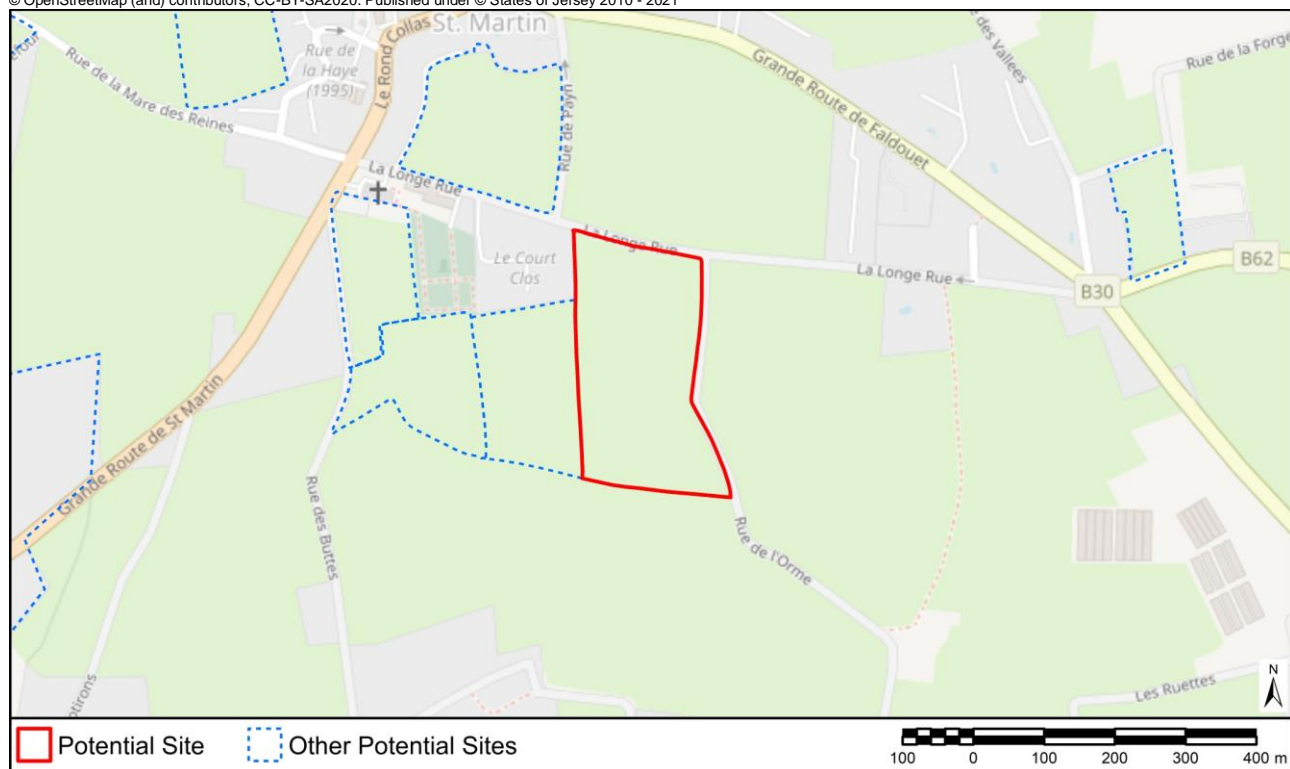 © OpenStreetMap (and) contributors, CC-BY-SA2020. Published under © States of Jersey 2010 - 2021
St. Martin
Le Rond Collas
Rue de
la Haye
(1995)
Rue de la Mare des Reines
Rue de Payn
Grande Route de Faldouet
Rue de la Forge
La Longe Rue
La Longe Rue
Le Court
Clos
La Longe Rue
B62
B30
Grande Route de St Martin
Rue des Buttes
Rue de l'Orme
Les Ruettes
N
Potential Site
Other Potential Sites
100 0 100 200 300 400 m